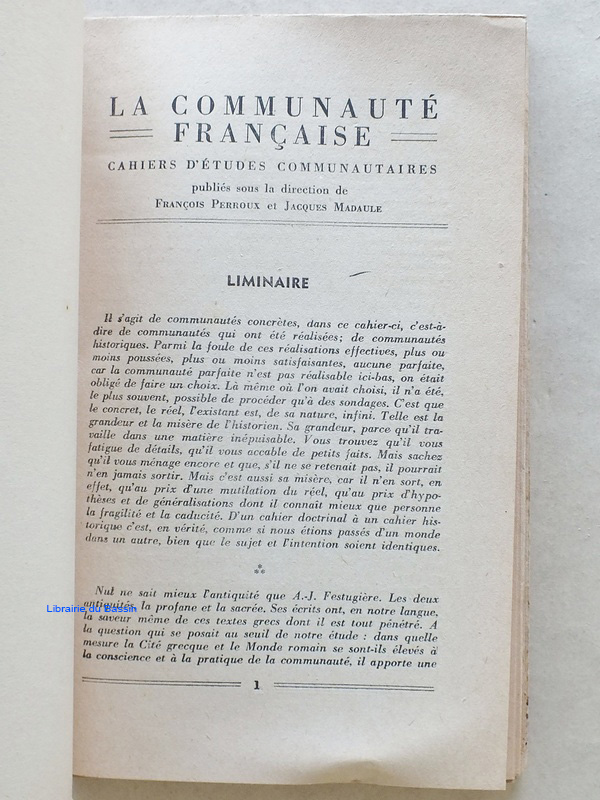 LA COMMUNAUTÉ
FRANÇAISE
CAHIERS D'ÉTUDES COMMUNAUTAIRES
publiés sous la direction de
FRANÇOIS PERROUX et JACQUES MADAULE
LIMINAIRE
Il s'agit de communautés concrètes, dans ce cahier-ci, c'est-à-
dire de communautés qui ont été réalisées; de communautés
historiques. Parmi la foule de ces réalisations effectives, plus ou
moins poussées, plus ou moins satisfaisantes, aucune parfaite,
car la communauté parfaite n'est pas réalisable ici-bas, on était
obligé de faire un choix. Là même où l'on avait choisi, il n'a été,
le plus souvent, possible de procéder qu'à des sondages. C'est que
le concret, le réel, l'existant est, de sa nature, infini. Telle est la
grandeur et la misère de l'historien. Sa grandeur, parce qu'il tra-
vaille dans une matière inépuisable. Vous trouvez qu'il vous
fatigue de détails, qu'il vous accable de petits faits. Mais sachez
qu'il vous ménage encore et que, s'il ne se retenait pas, il pourrait
n'en jamais sortir. Mais c'est aussi sa misère, car il n'en sort, en
effet, qu'au prix d'une mutilation du réel, qu'au prix d'hypo-
thèses et de généralisations dont il connaît mieux que personne
la fragilité et la caducité. D'un cahier doctrinal à un cahier his-
torique c'est, en vérité, comme si nous étions passés d'un monde
dans un autre, bien que le sujet et l'intention soient identiques.
Nul ne sait mieux l'antiquité que A.-J. Festugière. Les deux
antiquités, la profane et la sacrée. Ses écrits ont, en notre langue,
Librairie du Bassin
la saveur même de ces textes grecs dont il est tout pénétré. A
la question qui se posait au seuil de notre étude : dans quelle
mesure la Cité grecque et le Monde romain se sont-ils élevés à
la conscience et à la pratique de la communauté, il apporte une
1